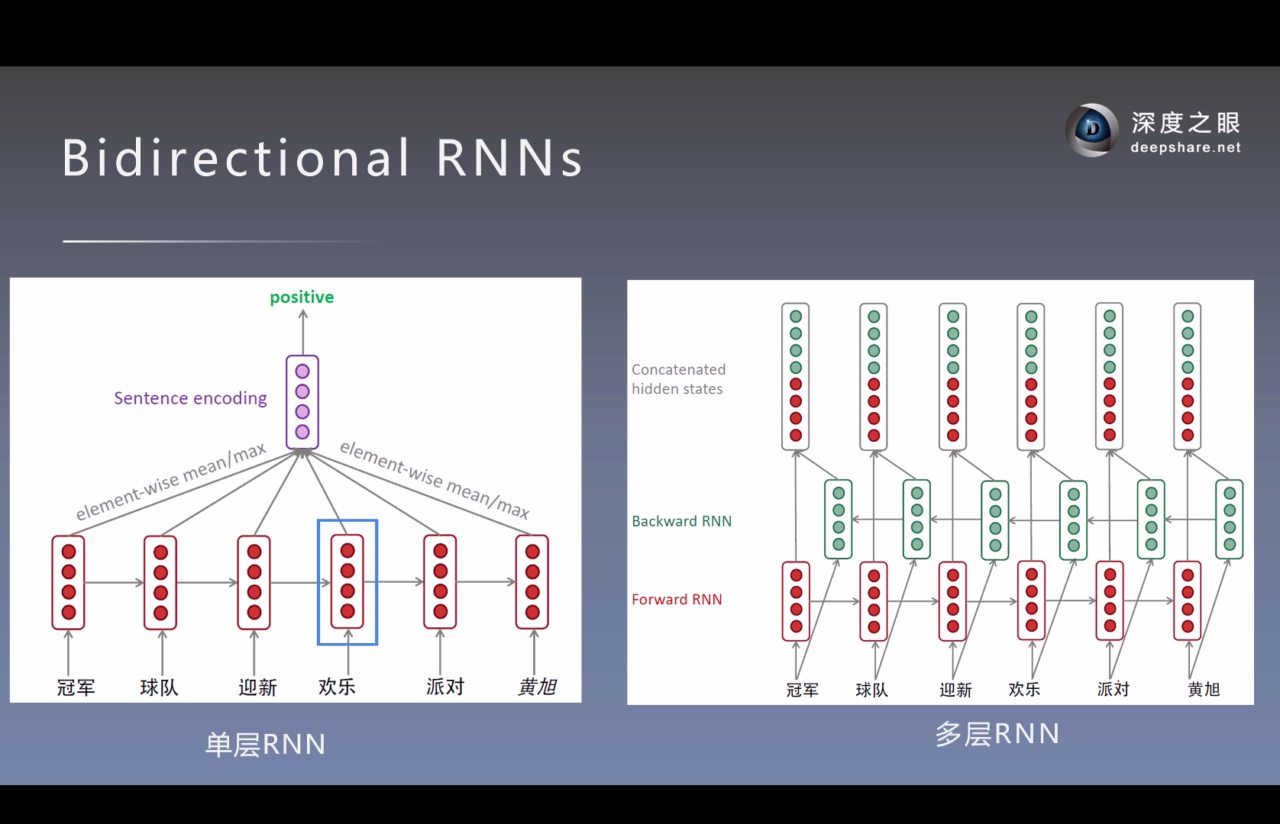 Bidirectional RNNs
深度之眼
deepshare.net
positive
Sentence encoding
element-wise mean/max
element-wise mean/max
冠军 球队 迎新 欢乐 派对 黄旭
单层RNN
Concatenated
hidden states
Backward RNN
Forward RNN
冠军 球队 迎新 欢乐 派对 黄旭
多层RNN